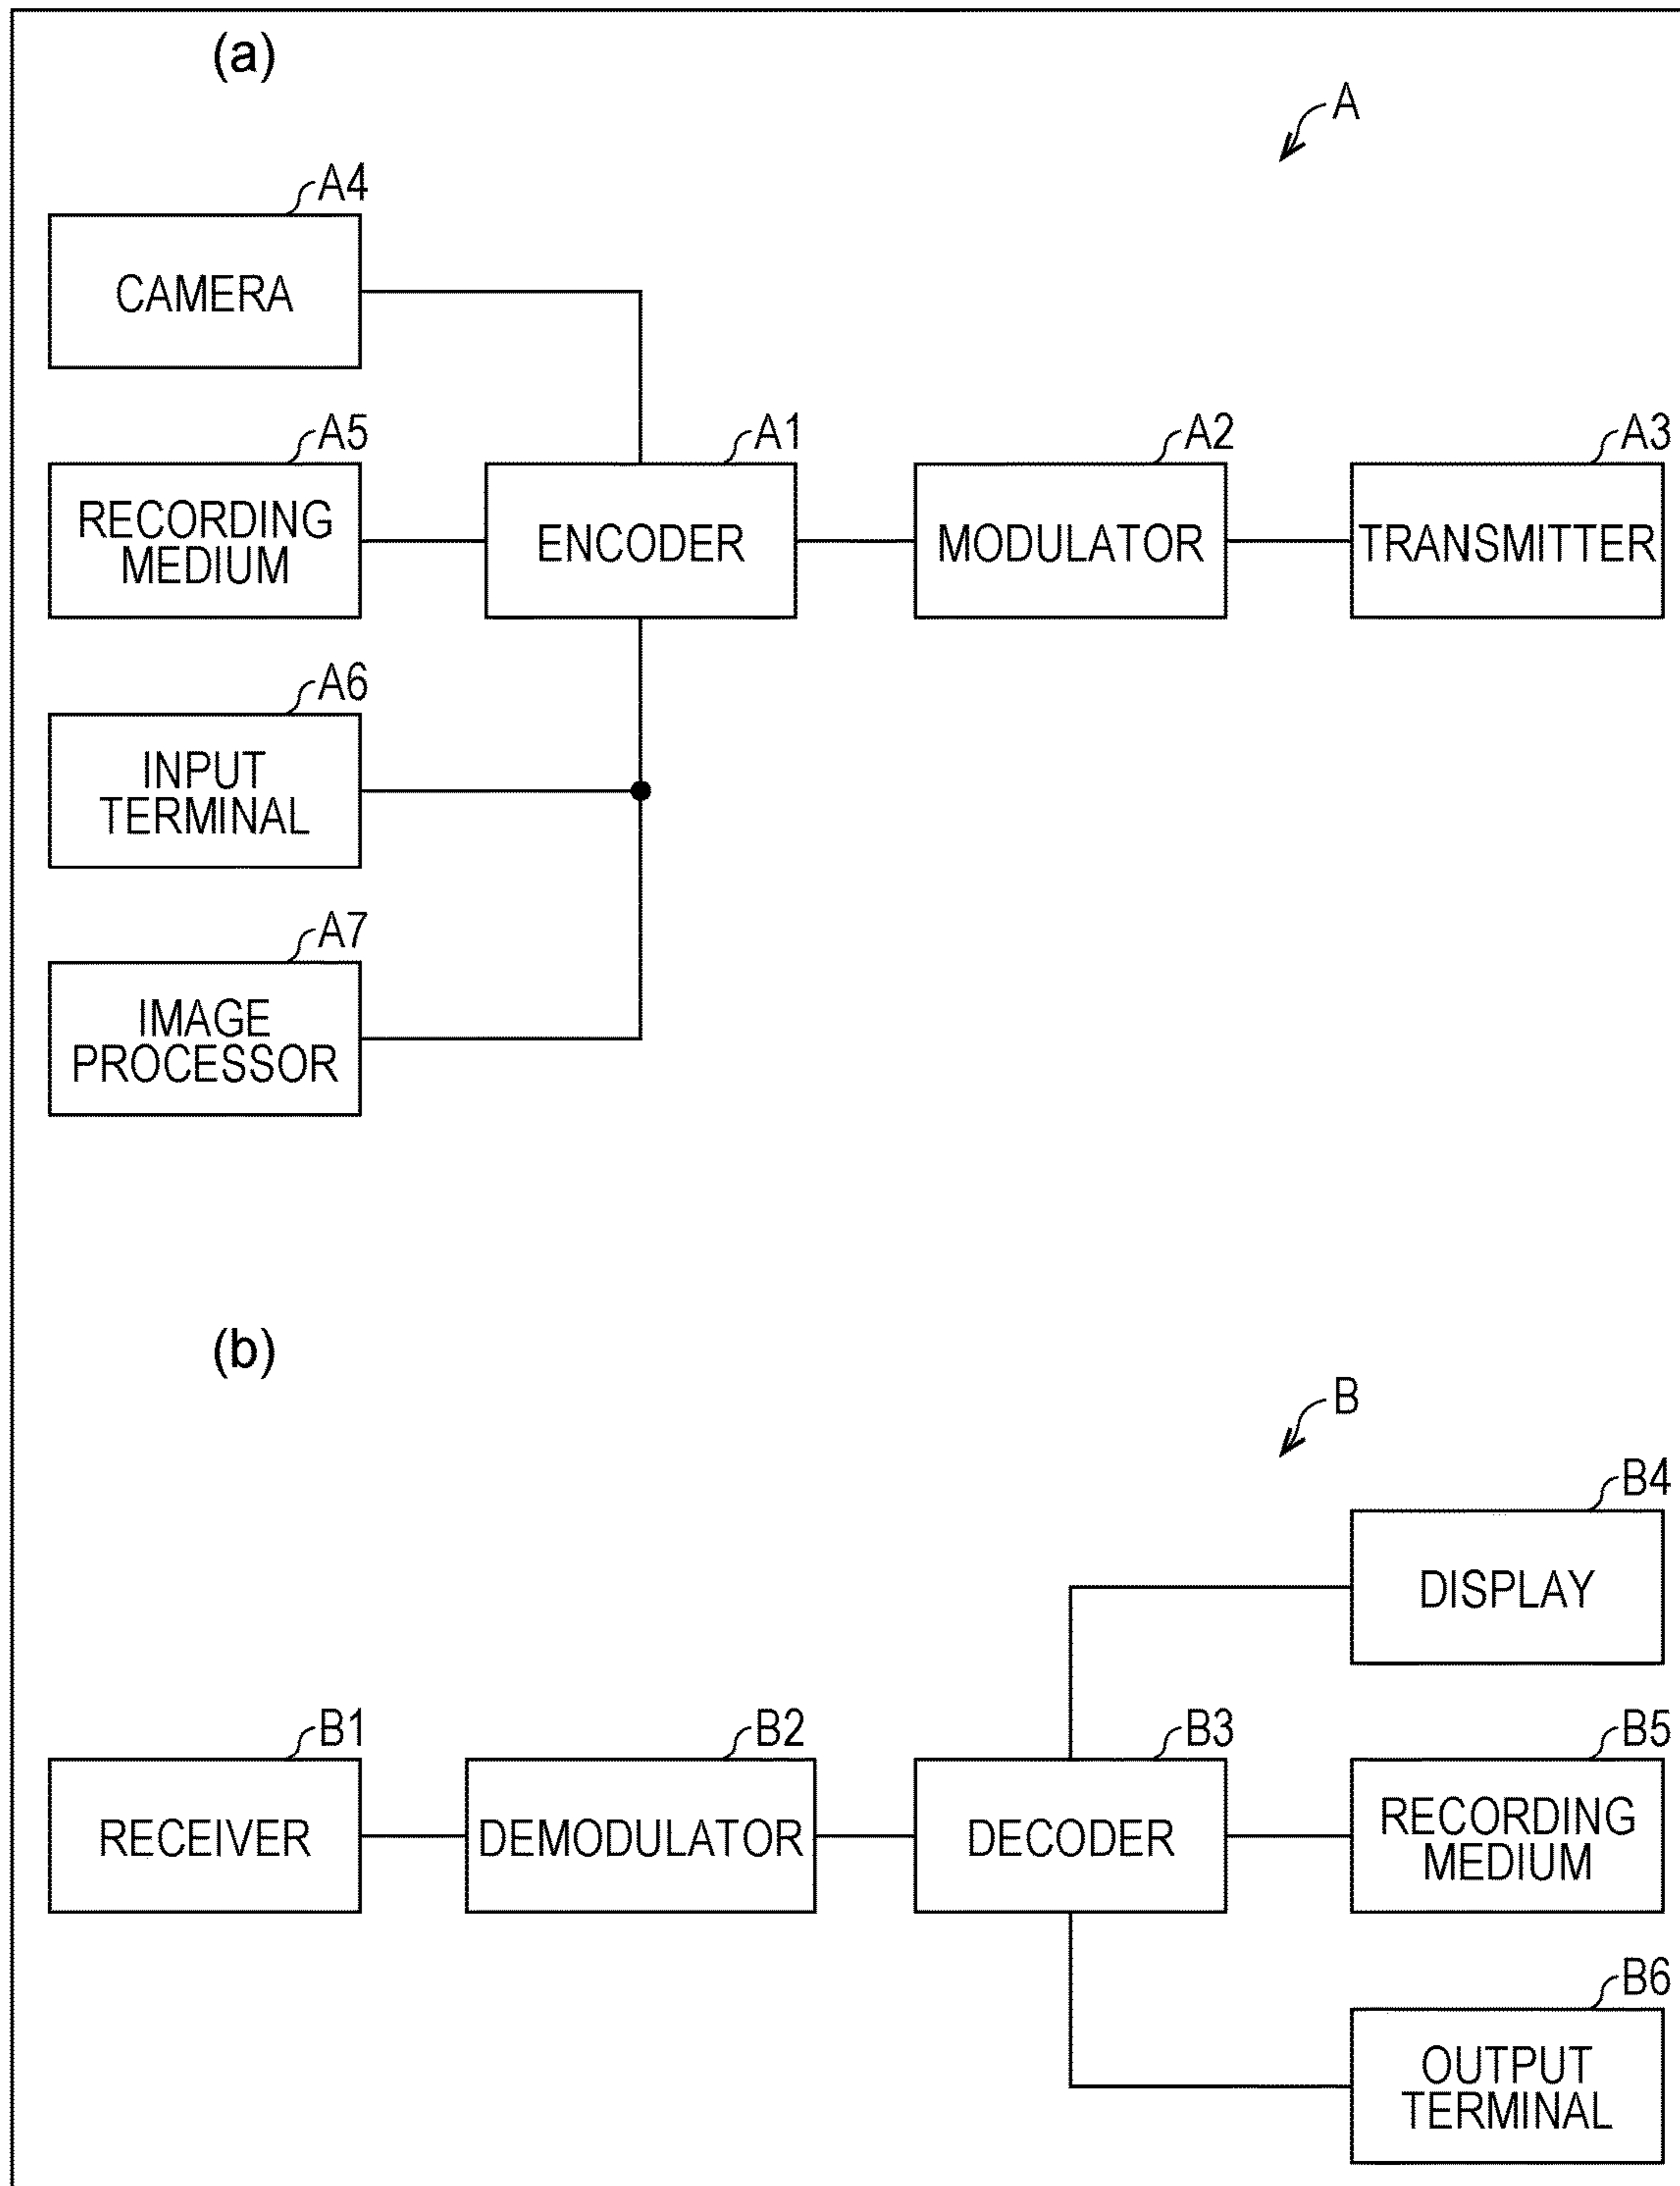 (a)
A
A4
CAMERA
A5
RECORDING
MEDIUM
A1
ENCODER
A2
MODULATOR
A3
TRANSMITTER
A6
INPUT
TERMINAL
A7
IMAGE
PROCESSOR
(b)
B
B4
DISPLAY
B1
RECEIVER
B2
DEMODULATOR
B3
DECODER
B5
RECORDING
MEDIUM
B6
OUTPUT
TERMINAL